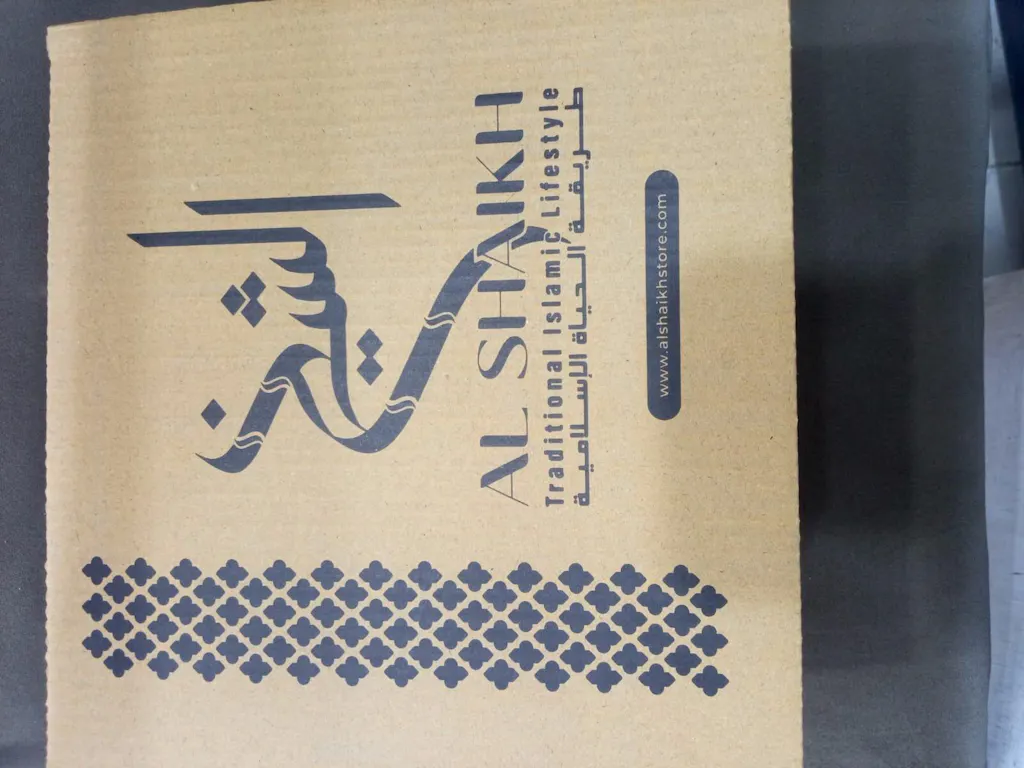 الشيخ
AL SHAIKH
Traditional Islamic Lifestyle
طريقة الحياة الإسلامية
www.alshaikhstore.com